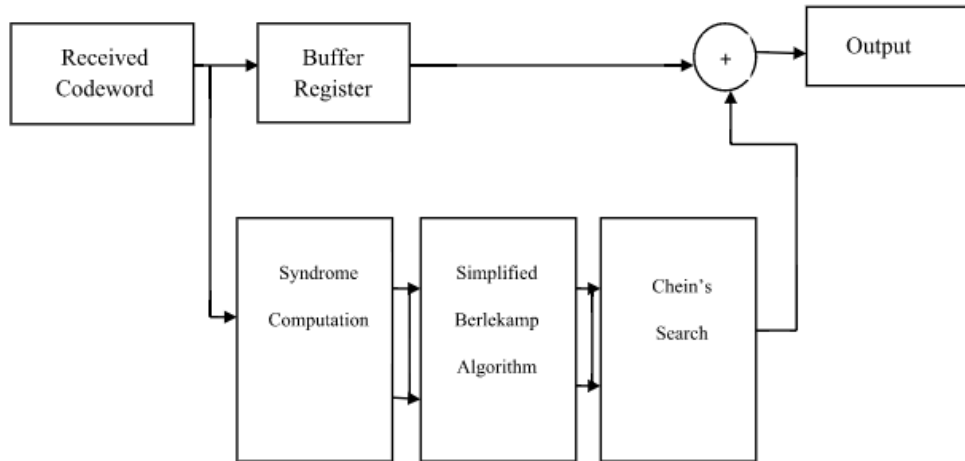 Received
Codeword
Buffer
Register
+
Output
Syndrome
Computation
Simplified
Berlekamp
Algorithm
Chein's
Search